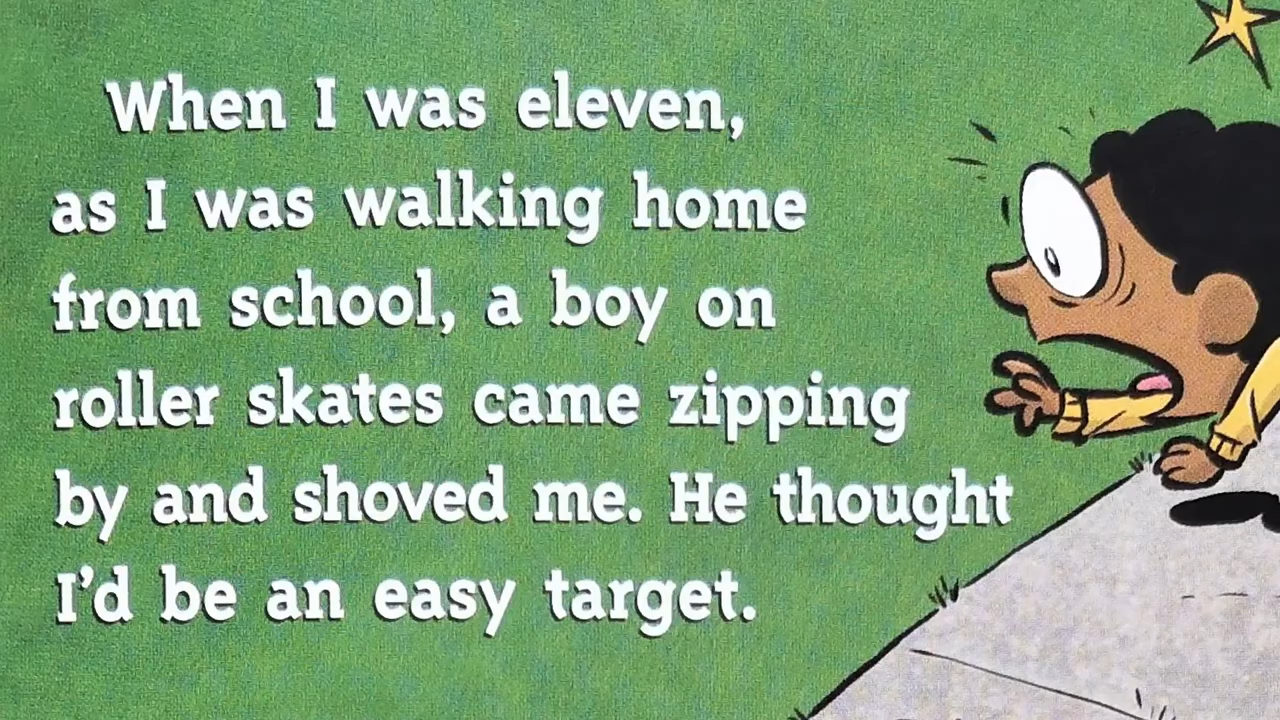 When I was eleven,
as I was walking home
from school, a boy on
roller skates came zipping
by and shoved me. He thought
I’d be an easy target.